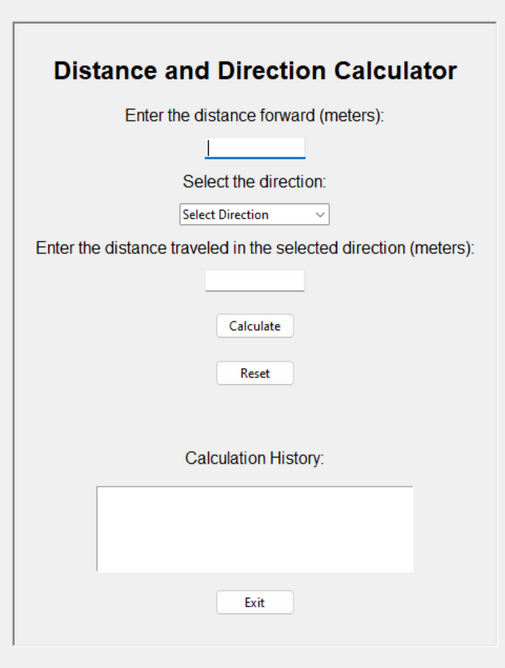 Distance and Direction Calculator
Enter the distance forward (meters):
Select the direction:
Select Direction
Enter the distance traveled in the selected direction (meters):
Calculate
Reset
Calculation History:
Exit